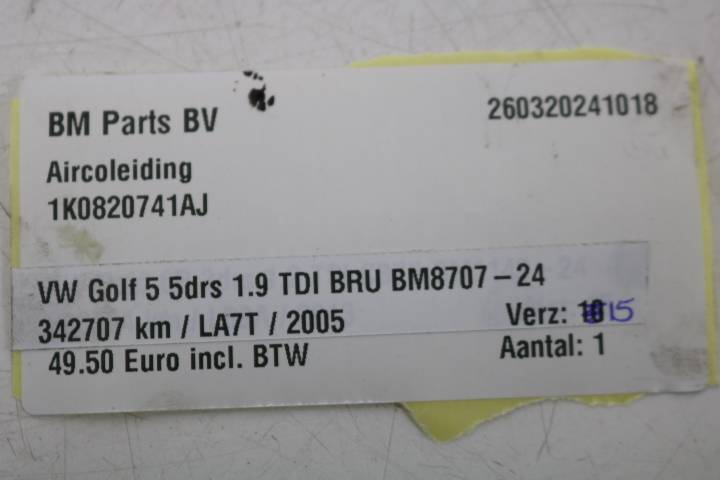 BM Parts BV 260320241018
Aircoleiding
1K0820741AJ
VW Golf 5 5drs 1.9 TDI BRU BM8707-24
342707 km / LA7T / 2005 Verz: 15
49.50 Euro incl. BTW Aantal: 1